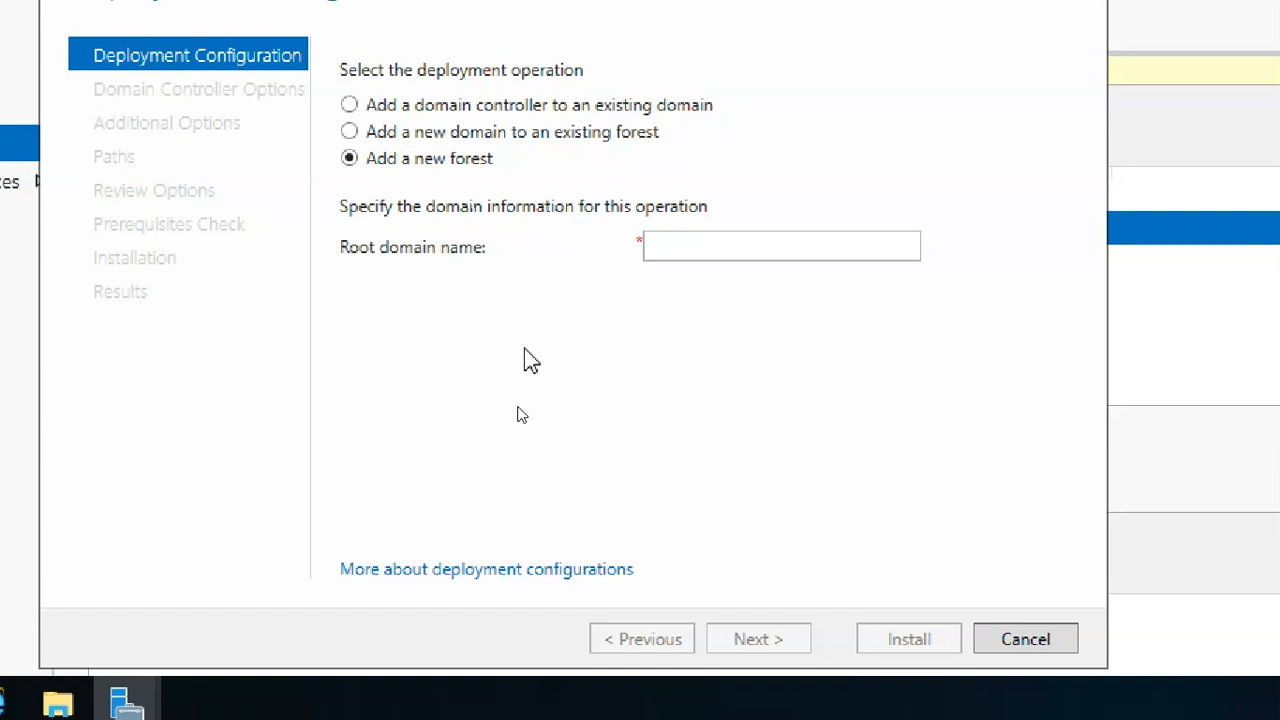 Deployment Configuration
Domain Controller Options
Additional Options
Paths
Review Options
Prerequisites Check
Installation
Results
Select the deployment operation
Add a domain controller to an existing domain
Add a new domain to an existing forest
Add a new forest
Specify the domain information for this operation
Root domain name:
*
More about deployment configurations
< Previous
Next >
Install
Cancel